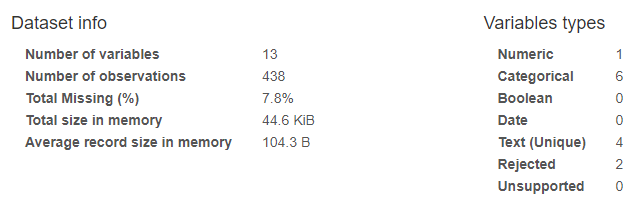 Dataset info
Number of variables 13
Number of observations 438
Total Missing (%) 7.8%
Total size in memory 44.6 KiB
Average record size in memory 104.3 B
Variables types
Numeric 1
Categorical 6
Boolean 0
Date 0
Text (Unique) 4
Rejected 2
Unsupported 0